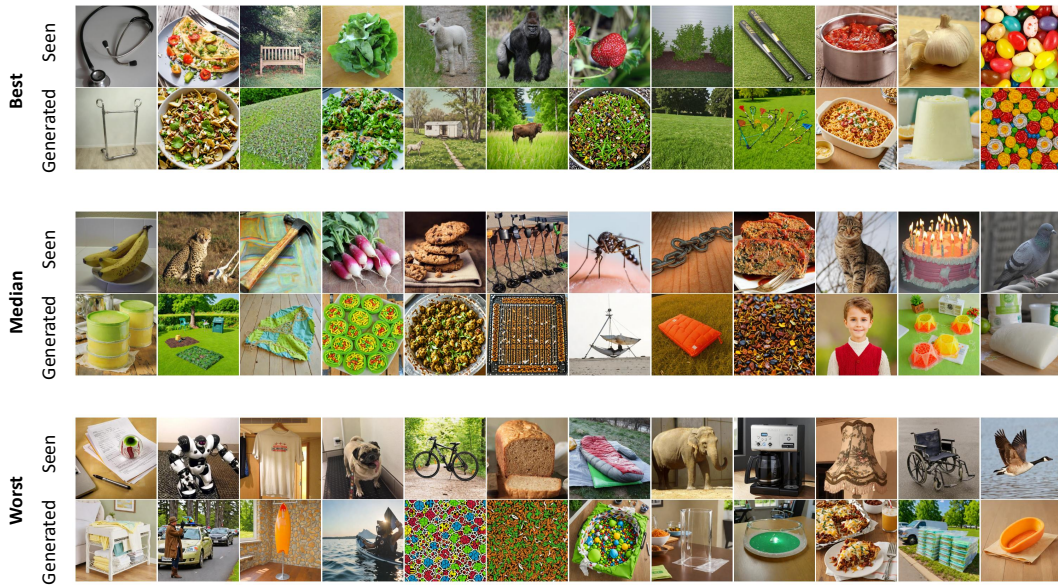 Best
Seen
Generated
Median
Seen
Generated
Worst
Seen
Generated